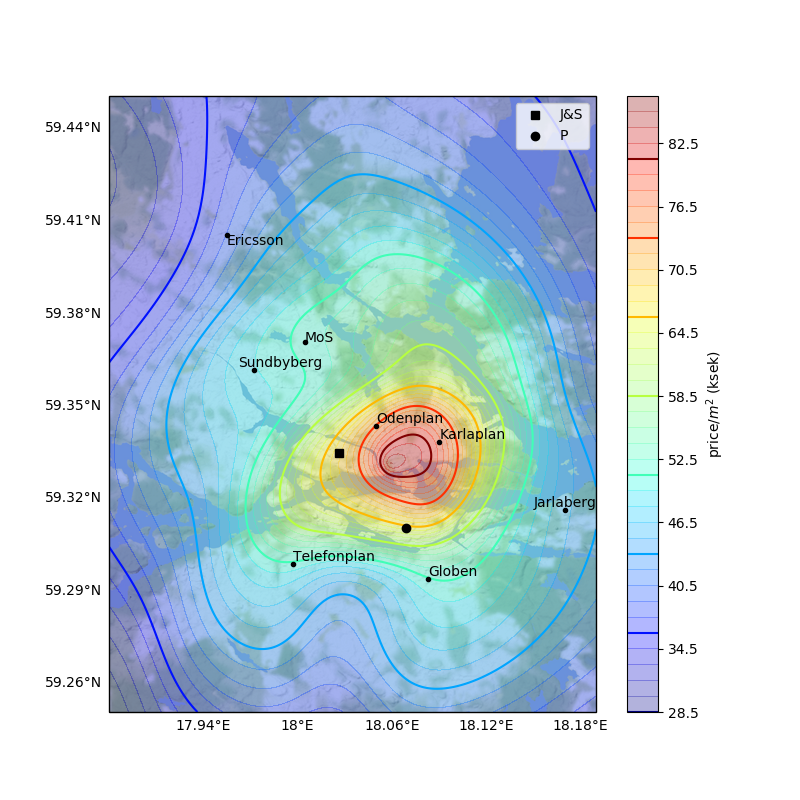 J&S
P
59.44°N
59.41°N
59.38°N
59.35°N
59.32°N
59.29°N
59.26°N
Ericsson
MoS
Sundbyberg
Odenplan
Karlaplan
Jarlaberg
Telefonplan
Globen
17.94°E
18°E
18.06°E
18.12°E
18.18°E
82.5
76.5
70.5
64.5
58.5
52.5
46.5
40.5
34.5
28.5
price/m² (ksek)